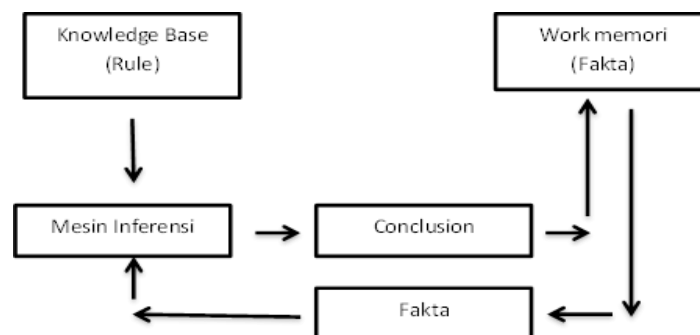 Knowledge Base
(Rule)
Work memori
(Fakta)
Mesin Inferensi
Conclusion
Fakta